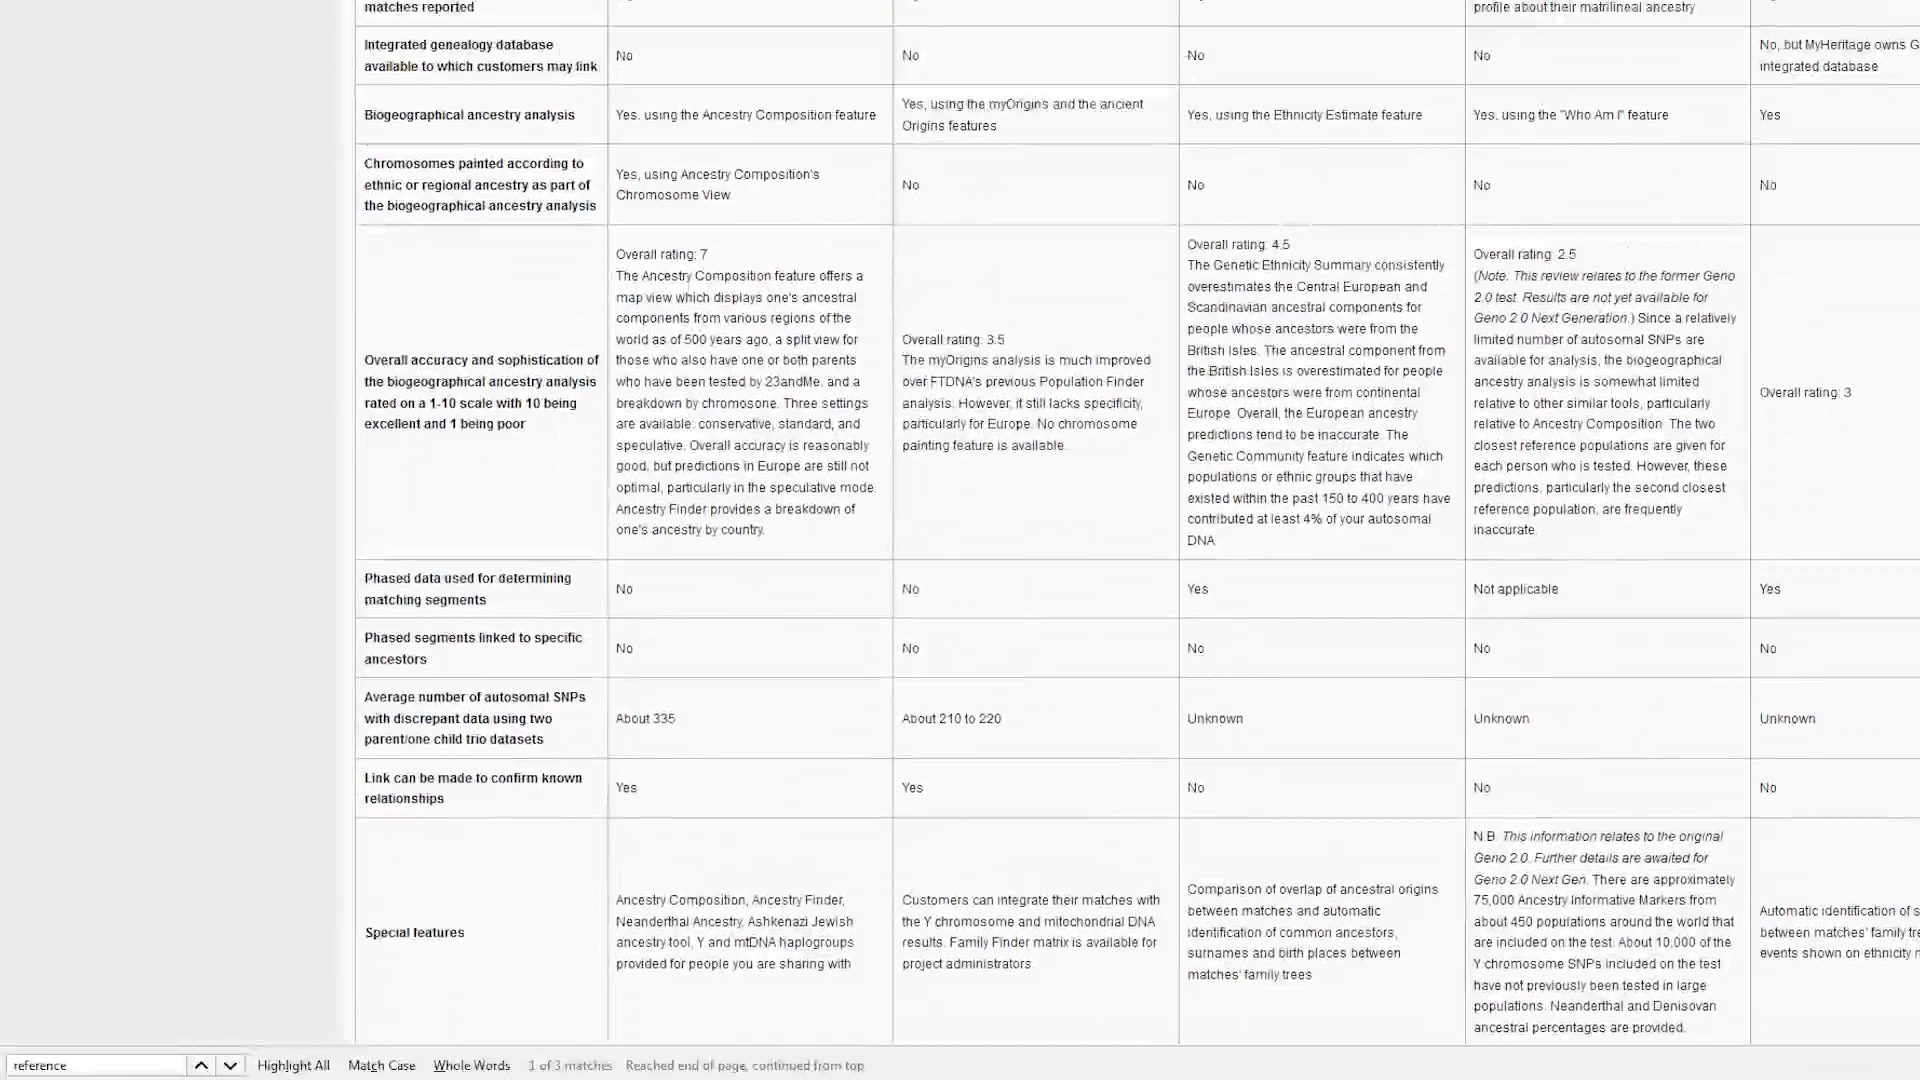 matches reported
profile about their matrilineal ancestry
Integrated genealogy database
available to which customers may link
No
No
No
No
No, but MyHeritage owns G
integrated database
Biogeographical ancestry analysis
Yes. using the Ancestry Composition feature
Yes, using the myOrigins and the ancient
Origins features
Yes, using the Ethnicity Estimate feature
Yes. using the "Who Am I" feature
Yes
Chromosomes painted according to
ethnic or regional ancestry as part of
the biogeographical ancestry analysis
Yes, using Ancestry Composition's
Chromosome View
No
No
No
No
Overall accuracy and sophistication of
the biogeographical ancestry analysis
rated on a 1-10 scale with 10 being
excellent and 1 being poor
Overall rating: 7
The Ancestry Composition feature offers a
map view which displays one's ancestral
components from various regions of the
world as of 500 years ago, a split view for
those who also have one or both parents
who have been tested by 23andMe. and a
breakdown by chromosone. Three settings
are available: conservative, standard, and
speculative. Overall accuracy is reasonably
good, but predictions in Europe are still not
optimal, particularly in the speculative mode.
Ancestry Finder provides a breakdown of
one's ancestry by country.
Overall rating: 3.5
The myOrigins analysis is much improved
over FTDNA's previous Population Finder
analysis. However, it still lacks specificity,
particularly for Europe. No chromosome
painting feature is available.
Overall rating: 4.5
The Genetic Ethnicity Summary consistently
overestimates the Central European and
Scandinavian ancestral components for
people whose ancestors were from the
British Isles. The ancestral component from
the British Isles is overestimated for people
whose ancestors were from continental
Europe. Overall, the European ancestry
predictions tend to be inaccurate. The
Genetic Community feature indicates which
populations or ethnic groups that have
existed within the past 150 to 400 years have
contributed at least 4% of your autosomal
DNA
Overall rating: 2.5
(Note: This review relates to the former Geno
2.0 test. Results are not yet available for
Geno 2.0 Next Generation.) Since a relatively
limited number of autosomal SNPs are
available for analysis, the biogeographical
ancestry analysis is somewhat limited
relative to other similar tools, particularly
relative to Ancestry Composition. The two
closest reference populations are given for
each person who is tested. However, these
predictions, particularly the second closest
reference population, are frequently
inaccurate.
Overall rating: 3
Phased data used for determining
matching segments
No
No
Yes
Not applicable
Yes
Phased segments linked to specific
ancestors
No
No
No
No
No
Average number of autosomal SNPs
with discrepant data using two
parent/one child trio datasets
About 335
About 210 to 220
Unknown
Unknown
Unknown
Link can be made to confirm known
relationships
Yes
Yes
No
No
No
Special features
Ancestry Composition, Ancestry Finder,
Neanderthal Ancestry, Ashkenazi Jewish
ancestry tool, Y and mtDNA haplogroups
provided for people you are sharing with
Customers can integrate their matches with
the Y chromosome and mitochondrial DNA
results. Family Finder matrix is available for
project administrators
Comparison of overlap of ancestral origins
between matches and automatic
identification of common ancestors,
surnames and birth places between
matches' family trees
N.B. This information relates to the original
Geno 2.0. Further details are awaited for
Geno 2.0 Next Gen. There are approximately
75,000 Ancestry Informative Markers from
about 450 populations around the world that
are included on the test. About 10,000 of the
Y chromosome SNPs included on the test
have not previously been tested in large
populations. Neanderthal and Denisovan
ancestral percentages are provided.
Automatic identification of s
between matches' family tre
events shown on ethnicity
reference
Highlight All
Match Case
Whole Words
1 of 3 matches
Reached end of page, continued from top